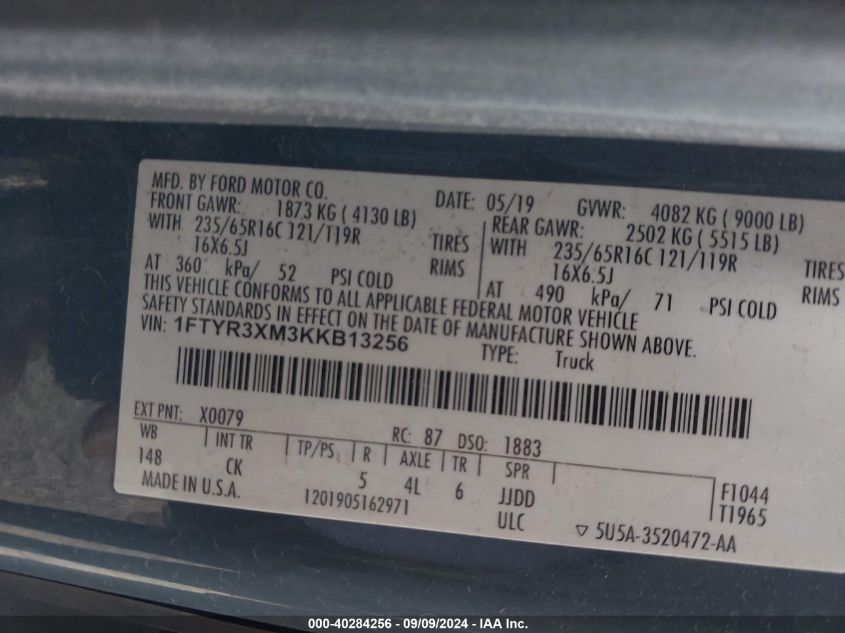 MFD. BY FORD MOTOR CO.
DATE: 05/19 GVWR: 4082 KG ( 9000 LB)
FRONT GAWR: 1873 KG ( 4130 LB)
REAR GAWR: 2502 KG ( 5515 LB)
WITH 235/65R16C 121/119R TIRES
WITH 235/65R16C 121/119R TIRES
16X6.5J RIMS
16X6.5J RIMS
AT 360 kPa/ 52 PSI COLD
AT 490 kPa/ 71 PSI COLD
THIS VEHICLE CONFORMS TO ALL APPLICABLE FEDERAL MOTOR VEHICLE
SAFETY STANDARDS IN EFFECT ON THE DATE OF MANUFACTURE SHOWN ABOVE.
VIN: 1FTYR3XM3KKB13256
TYPE: Truck
EXT PNT: X0079 RC: 87 DSO: 1883
WB INT TR TP/PS R AXLE TR SPR
148 CK 5 4L 6 JJDD F1044
MADE IN U.S.A. 1201905162971 ULC T1965
5U5A-3520472-AA
000-40284256 - 09/09/2024 - IAA Inc.